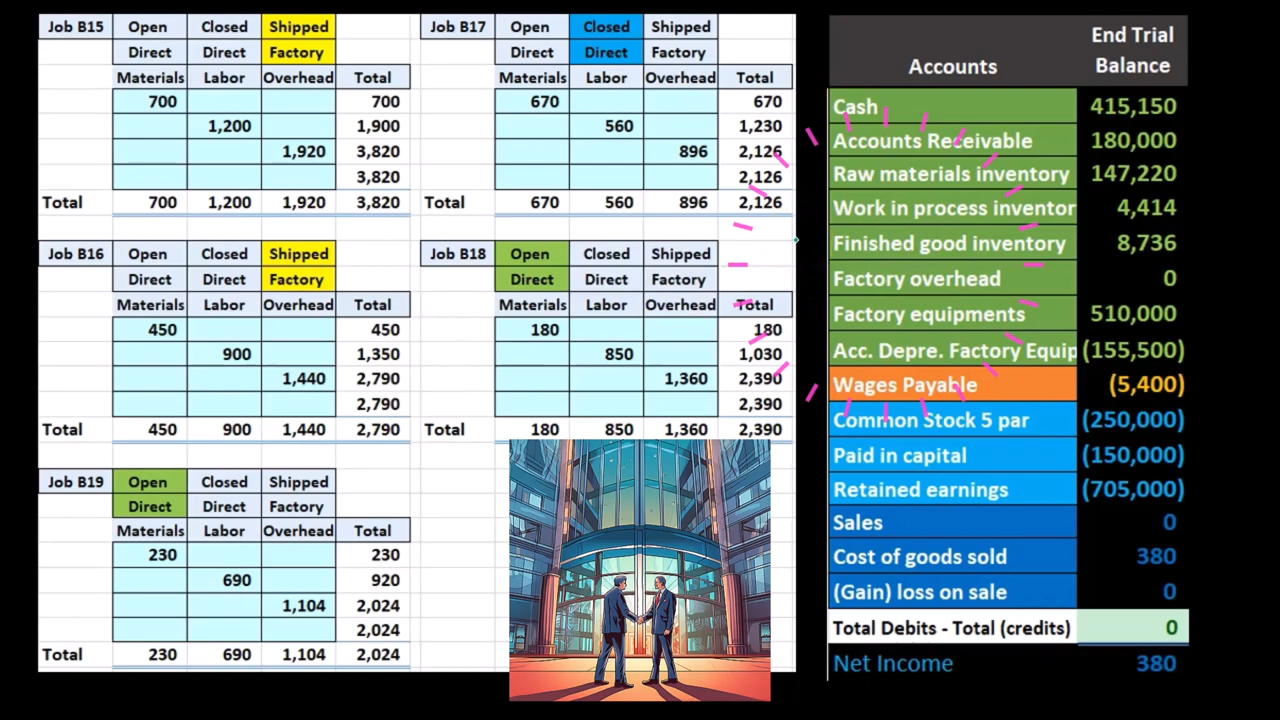 Job B15 Open Closed Shipped
Direct Direct Factory
Materials Labor Overhead Total
700 700
1,200 1,900
1,920 3,820
3,820
Total 700 1,200 1,920 3,820
Job B17 Open Closed Shipped
Direct Direct Factory
Materials Labor Overhead Total
670 670
560 1,230
896 2,126
2,126
Total 670 560 896 2,126
Job B16 Open Closed Shipped
Direct Direct Factory
Materials Labor Overhead Total
450 450
900 1,350
1,440 2,790
2,790
Total 450 900 1,440 2,790
Job B18 Open Closed Shipped
Direct Direct Factory
Materials Labor Overhead Total
180 180
850 1,030
1,360 2,390
2,390
Total 180 850 1,360 2,390
Job B19 Open Closed Shipped
Direct Direct Factory
Materials Labor Overhead Total
230 230
690 920
1,104 2,024
2,024
Total 230 690 1,104 2,024
End Trial
Accounts Balance
Cash 415,150
Accounts Receivable 180,000
Raw materials inventory 147,220
Work in process inventor 4,414
Finished good inventory 8,736
Factory overhead 0
Factory equipments 510,000
Acc. Depre. Factory Equip (155,500)
Wages Payable (5,400)
Common Stock 5 par (250,000)
Paid in capital (150,000)
Retained earnings (705,000)
Sales 0
Cost of goods sold 380
(Gain) loss on sale 0
Total Debits - Total (credits) 0
Net Income 380